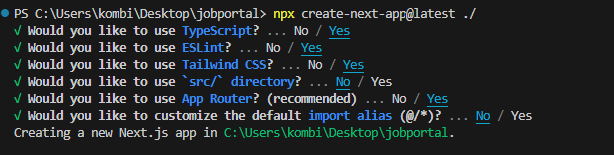 PS C:\Users\kombi\Desktop\jobportal> npx create-next-app@latest ./
√ Would you like to use TypeScript? ... No / Yes
√ Would you like to use ESLint? ... No / Yes
√ Would you like to use Tailwind CSS? ... No / Yes
√ Would you like to use `src/` directory? ... No / Yes
√ Would you like to use App Router? (recommended) ... No / Yes
√ Would you like to customize the default import alias (@/*)? ... No / Yes
Creating a new Next.js app in C:\Users\kombi\Desktop\jobportal.